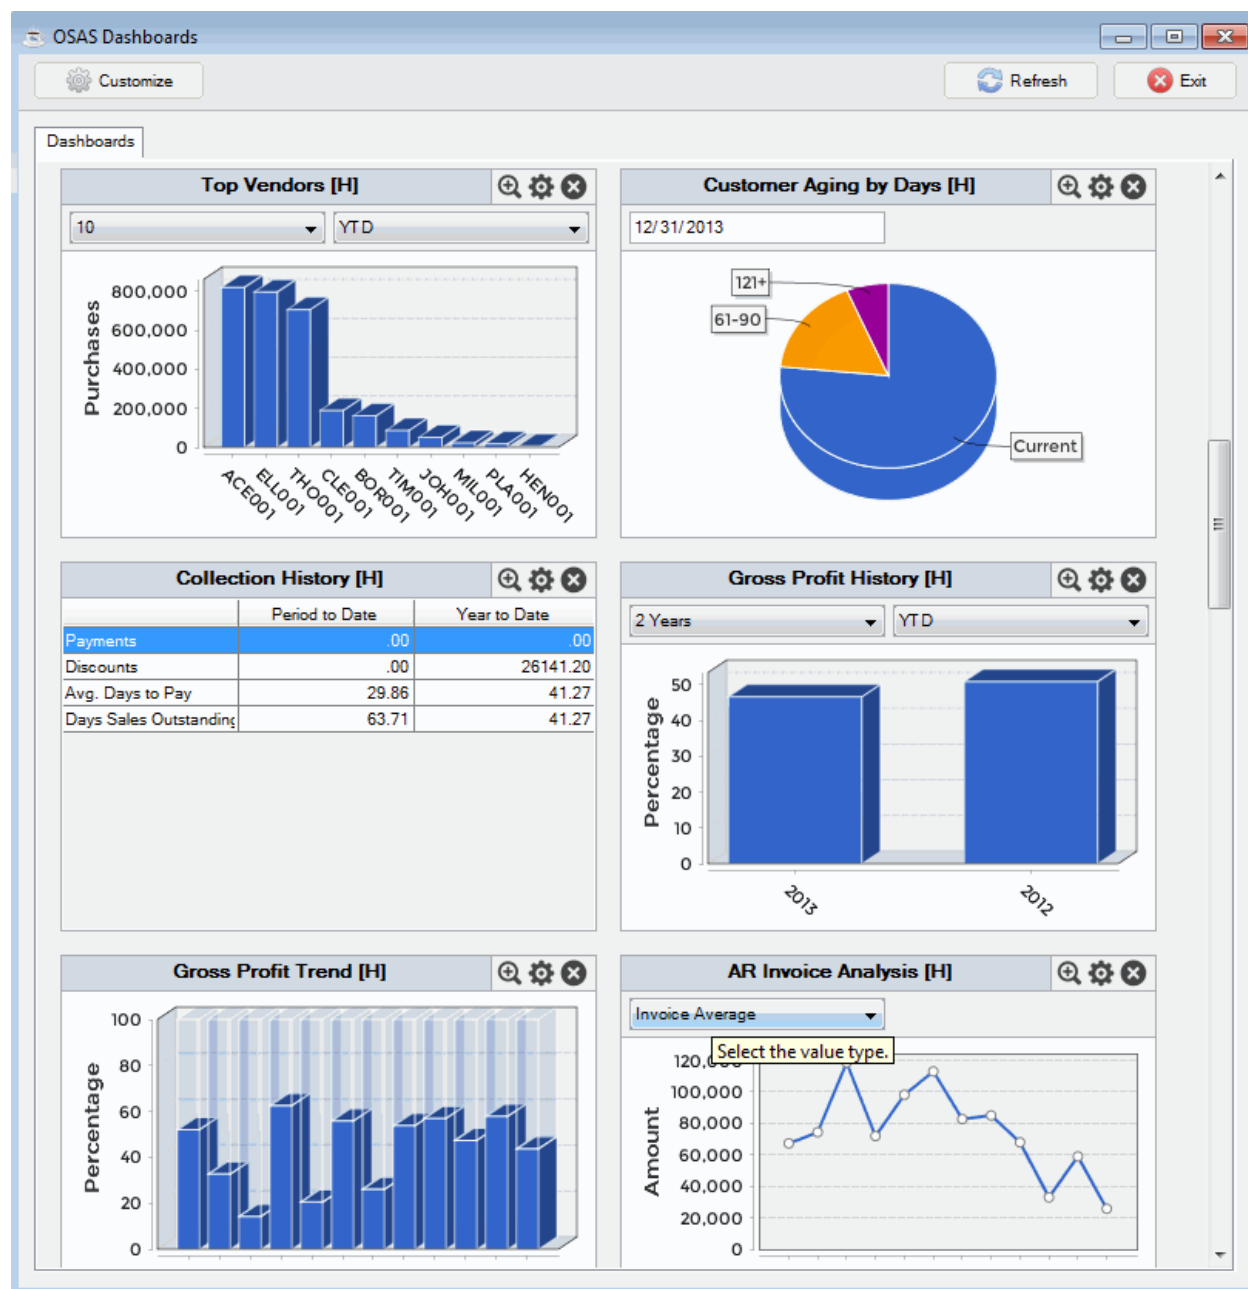 OSAS Dashboards
Customize
Refresh
Exit
Dashboards
Top Vendors [H]
10
YTD
Purchases
800,000
600,000
400,000
200,000
0
ACE001
ELL001
THO001
CLE001
BOR001
TIM001
JOH001
MIL001
PLA001
HEN001
Customer Aging by Days [H]
12/31/2013
121+
61-90
Current
Collection History [H]
Period to Date Year to Date
Payments .00 .00
Discounts .00 26141.20
Avg. Days to Pay 29.86 41.27
Days Sales Outstanding 63.71 41.27
Gross Profit History [H]
2 Years
YTD
Percentage
50
40
30
20
10
0
2013
2012
Gross Profit Trend [H]
Percentage
100
80
60
40
20
0
AR Invoice Analysis [H]
Invoice Average
Select the value type.
Amount
120,0
100,000
80,000
60,000
40,000
20,000
0